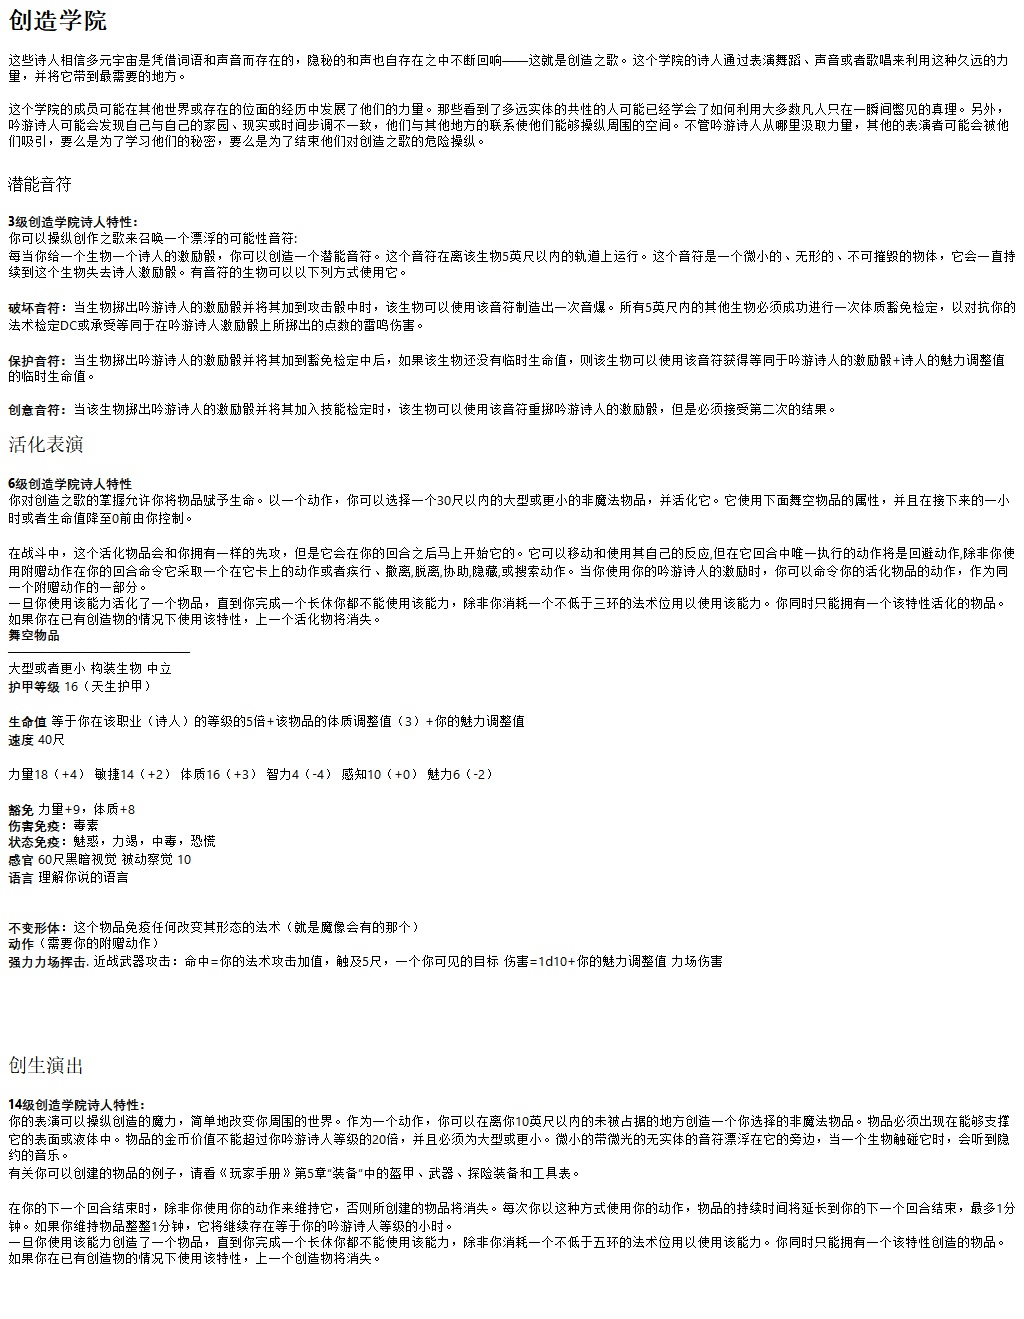 创造学院
这些诗人相信多元宇宙是凭借词语和声音而存在的，隐秘的和声也自存在之中不断回响——这就是创造之歌。这个学院的诗人通过表演舞蹈、声音或者歌唱来利用这种久远的力
量，并将它带到最需要的地方。
这个学院的成员可能在其他世界或存在的位面的经历中发展了他们的力量。那些看到了多远实体的共性的人可能已经学会了如何利用大多数凡人只在一瞬间瞥见的真理。另外，
吟游诗人可能会发现自己与自己的家园、现实或时间步调不一致，他们与其他地方的联系使他们能够操纵周围的空间。不管吟游诗人从哪里汲取力量，其他的表演者可能会被他
们吸引，要么是为了学习他们的秘密，要么是为了结束他们对创造之歌的危险操纵。
潜能音符
3级创造学院诗人特性：
你可以操纵创作之歌来召唤一个漂浮的可能性音符:
每当你给一个生物一个诗人的激励骰，你可以创造一个潜能音符。这个音符在离该生物5英尺以内的轨道上运行。这个音符是一个微小的、无形的、不可摧毁的物体，它会一直持
续到这个生物失去诗人激励骰。有音符的生物可以以下列方式使用它。
破坏音符：当生物掷出吟游诗人的激励骰并将其加到攻击骰中时，该生物可以使用该音符制造出一次音爆。所有5英尺内的其他生物必须成功进行一次体质豁免检定，以对抗你的
法术检定DC或承受等同于在吟游诗人激励骰上所掷出的点数的雷鸣伤害。
保护音符：当生物掷出吟游诗人的激励骰并将其加到豁免检定中后，如果该生物还没有临时生命值，则该生物可以使用该音符获得等同于吟游诗人的激励骰+诗人的魅力调整值
的临时生命值。
创意音符：当该生物掷出吟游诗人的激励骰并将其加入技能检定时，该生物可以使用该音符重掷吟游诗人的激励骰，但是必须接受第二次的结果。
活化表演
6级创造学院诗人特性
你对创造之歌的掌握允许你将物品赋予生命。以一个动作，你可以选择一个30尺以内的大型或更小的非魔法物品，并活化它。它使用下面舞空物品的属性，并且在接下来的一小
时或者生命值降至0前由你控制。
在战斗中，这个活化物品会和你拥有一样的先攻，但是它会在你的回合之后马上开始它的。它可以移动和使用其自己的反应,但在它回合中唯一执行的动作将是回避动作,除非你使
用附赠动作在你的回合命令它采取一个在它卡上的动作或者疾行、撤离,脱离,协助,隐藏,或搜索动作。当你使用你的吟游诗人的激励时，你可以命令你的活化物品的动作，作为同
一个附赠动作的一部分。
一旦你使用该能力活化了一个物品，直到你完成一个长休你都不能使用该能力，除非你消耗一个不低于三环的法术位用以使用该能力。你同时只能拥有一个该特性活化的物品。
如果你在已有创造物的情况下使用该特性，上一个活化物将消失。
舞空物品
大型或者更小 构装生物 中立
护甲等级 16（天生护甲）
生命值 等于你在该职业（诗人）的等级的5倍+该物品的体质调整值（3）+你的魅力调整值
速度 40尺
力量18（+4） 敏捷14（+2） 体质16（+3） 智力4（-4） 感知10（+0） 魅力6（-2）
豁免 力量+9，体质+8
伤害免疫：毒素
状态免疫：魅惑，力竭，中毒，恐慌
感官 60尺黑暗视觉 被动察觉 10
语言 理解你说的语言
不变形体：这个物品免疫任何改变其形态的法术（就是魔像会有的那个）
动作（需要你的附赠动作）
强力力场挥击. 近战武器攻击：命中=你的法术攻击加值，触及5尺，一个你可见的目标 伤害=1d10+你的魅力调整值 力场伤害
创生演出
14级创造学院诗人特性：
你的表演可以操纵创造的魔力，简单地改变你周围的世界。作为一个动作，你可以在离你10英尺以内的未被占据的地方创造一个你选择的非魔法物品。物品必须出现在能够支撑
它的表面或液体中。物品的金币价值不能超过你吟游诗人等级的20倍，并且必须为大型或更小。微小的带微光的无实体的音符漂浮在它的旁边，当一个生物触碰它时，会听到隐
约的音乐。
有关你可以创建的物品的例子，请看《玩家手册》第5章“装备”中的盔甲、武器、探险装备和工具表。
在你的下一个回合结束时，除非你使用你的动作来维持它，否则所创建的物品将消失。每次你以这种方式使用你的动作，物品的持续时间将延长到你的下一个回合结束，最多1分
钟。如果你维持物品整整1分钟，它将继续存在等于你的吟游诗人等级的小时。
一旦你使用该能力创造了一个物品，直到你完成一个长休你都不能使用该能力，除非你消耗一个不低于五环的法术位用以使用该能力。你同时只能拥有一个该特性创造的物品。
如果你在已有创造物的情况下使用该特性，上一个创造物将消失。